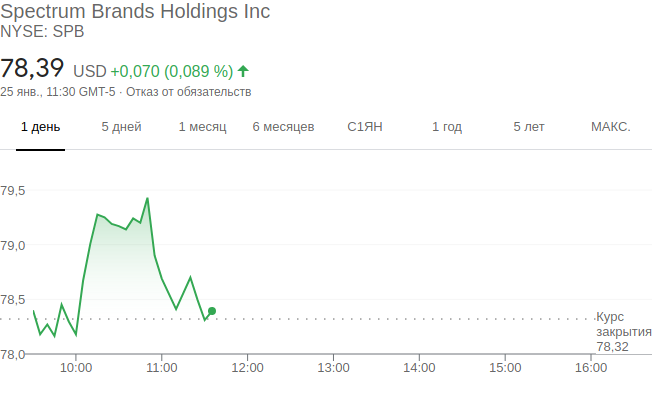 Spectrum Brands Holdings Inc
NYSE: SPB
78,39 USD +0,070 (0,089 %)
25 янв., 11:30 GMT-5 · Отказ от обязательств
1 день 5 дней 1 месяц 6 месяцев С1ЯН 1 год 5 лет МАКС.
79,5
79,0
78,5
Курс
закрытия
78,32
78,0
10:00 11:00 12:00 13:00 14:00 15:00 16:00